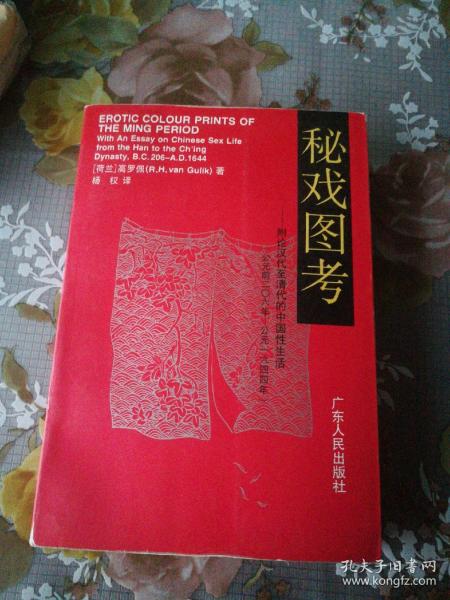 EROTIC COLOUR PRINTS OF
THE MING PERIOD
With An Essay on Chinese Sex Life
from the Han to the Ch'ing
Dynasty, B.C. 206–A.D.1644
[荷兰]高罗佩(R.H.van Gulik) 著
杨 权 译
秘戏图考
——附论汉代至清代的中国性生活
(公元前二〇六年—公元一六四四年)
广东人民出版社
孔夫子旧书网
www.kongfz.com